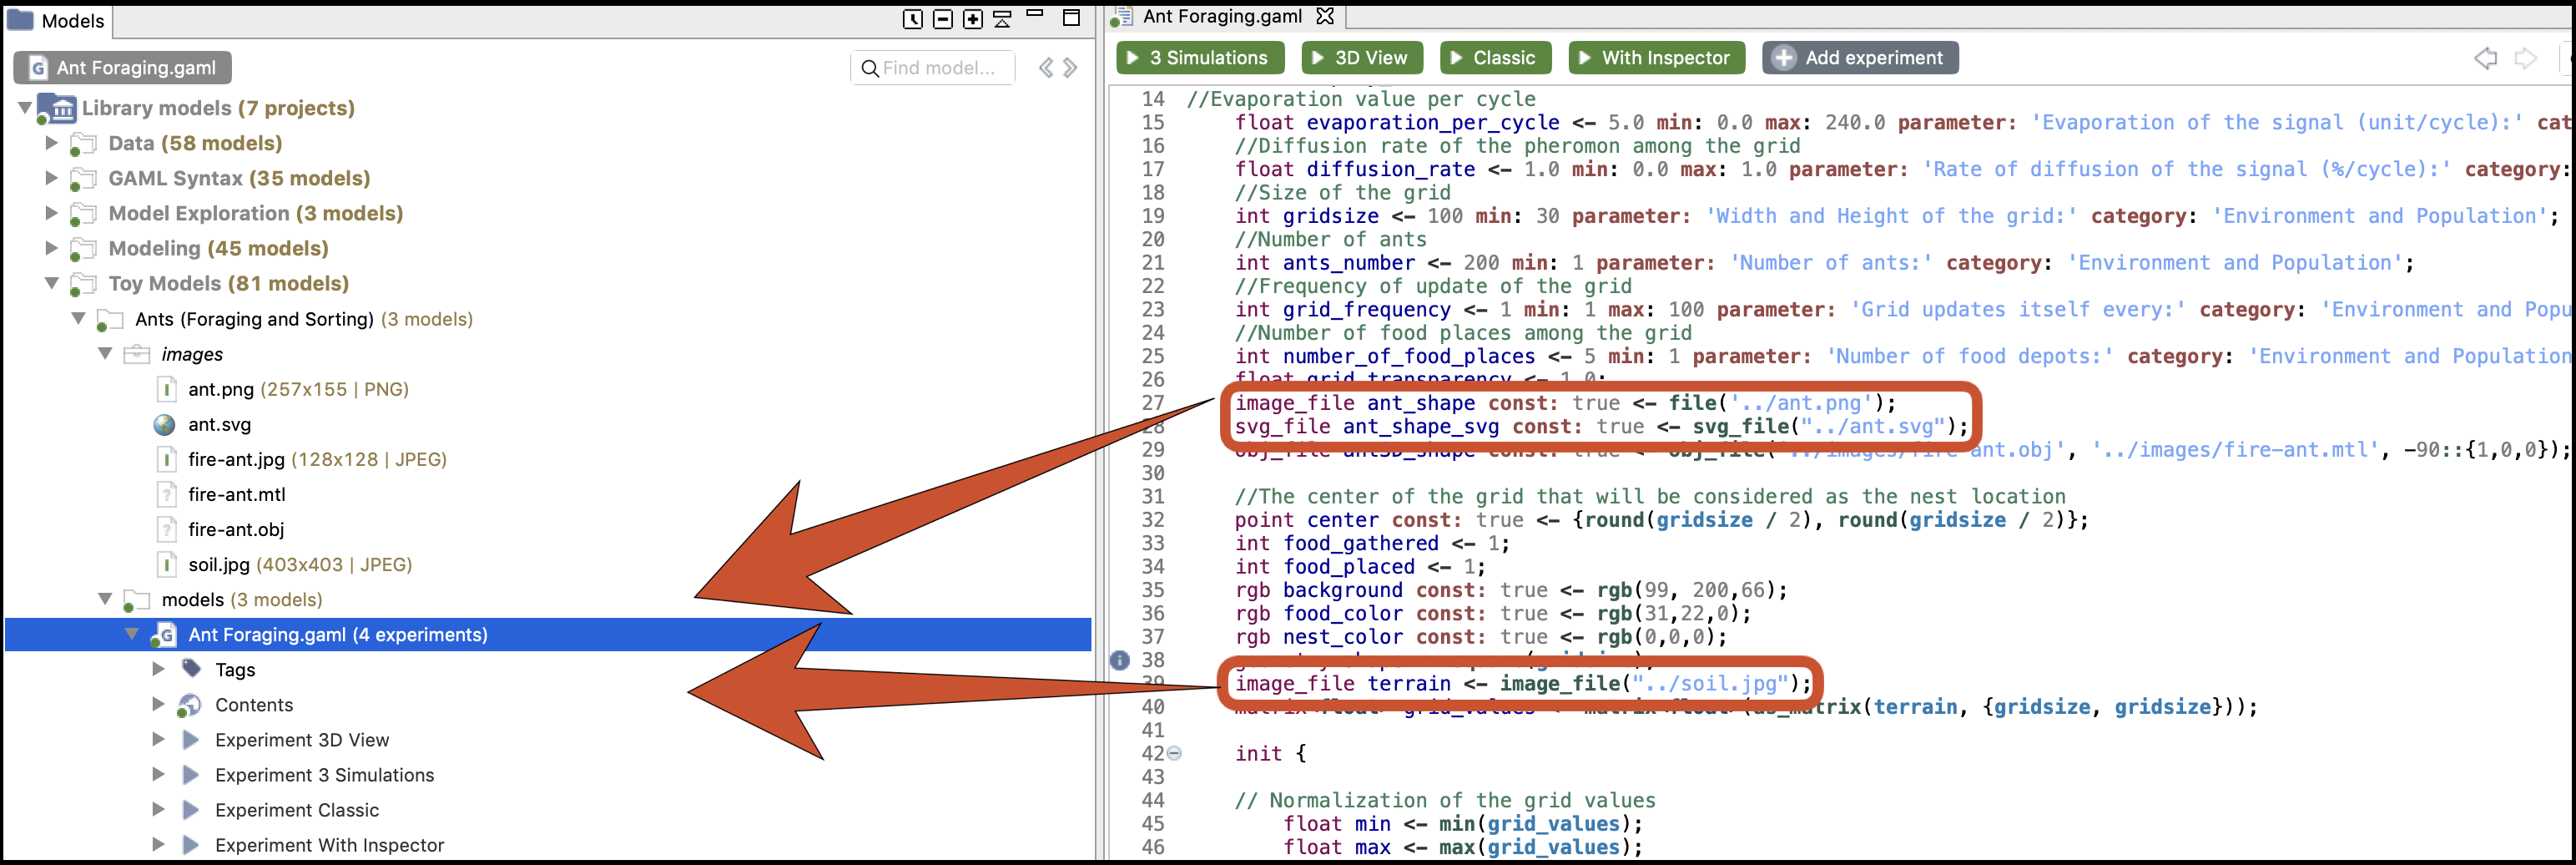 Models
Ant Foraging.gaml
Find model...
Library models (7 projects)
Data (58 models)
GAML Syntax (35 models)
Model Exploration (3 models)
Modeling (45 models)
Toy Models (81 models)
Ants (Foraging and Sorting) (3 models)
images
ant.png (257x155 | PNG)
ant.svg
fire-ant.jpg (128x128 | JPEG)
fire-ant.mtl
fire-ant.obj
soil.jpg (403x403 | JPEG)
models (3 models)
Ant Foraging.gaml (4 experiments)
Tags
Contents
Experiment 3D View
Experiment 3 Simulations
Experiment Classic
Experiment With Inspector
Ant Foraging.gaml
3 Simulations 3D View Classic With Inspector Add experiment
14 //Evaporation value per cycle
15 float evaporation_per_cycle <- 5.0 min: 0.0 max: 240.0 parameter: 'Evaporation of the signal (unit/cycle):' cat
16 //Diffusion rate of the pheromon among the grid
17 float diffusion_rate <- 1.0 min: 0.0 max: 1.0 parameter: 'Rate of diffusion of the signal (%/cycle):' category:
18 //Size of the grid
19 int gridsize <- 100 min: 30 parameter: 'Width and Height of the grid:' category: 'Environment and Population';
20 //Number of ants
21 int ants_number <- 200 min: 1 parameter: 'Number of ants:' category: 'Environment and Population';
22 //Frequency of update of the grid
23 int grid_frequency <- 1 min: 1 max: 100 parameter: 'Grid updates itself every:' category: 'Environment and Popu
24 //Number of food places among the grid
25 int number_of_food_places <- 5 min: 1 parameter: 'Number of food depots:' category: 'Environment and Population
26 float grid_transparency <- 1.0;
27 image_file ant_shape const: true <- file('../ant.png');
28 svg_file ant_shape_svg const: true <- svg_file("../ant.svg");
29 obj_file ant3D_shape const: true <- obj_file('../images/fire-ant.obj', '../images/fire-ant.mtl', -90::{1,0,0});
30
31 //The center of the grid that will be considered as the nest location
32 point center const: true <- {round(gridsize / 2), round(gridsize / 2)};
33 int food_gathered <- 1;
34 int food_placed <- 1;
35 rgb background const: true <- rgb(99, 200,66);
36 rgb food_color const: true <- rgb(31,22,0);
37 rgb nest_color const: true <- rgb(0,0,0);
38
39 image_file terrain <- image_file("../soil.jpg");
40 matrix<float> grid_values <- matrix<float>(as_matrix(terrain, {gridsize, gridsize}));
41
42 init {
43
44 // Normalization of the grid values
45 float min <- min(grid_values);
46 float max <- max(grid_values);